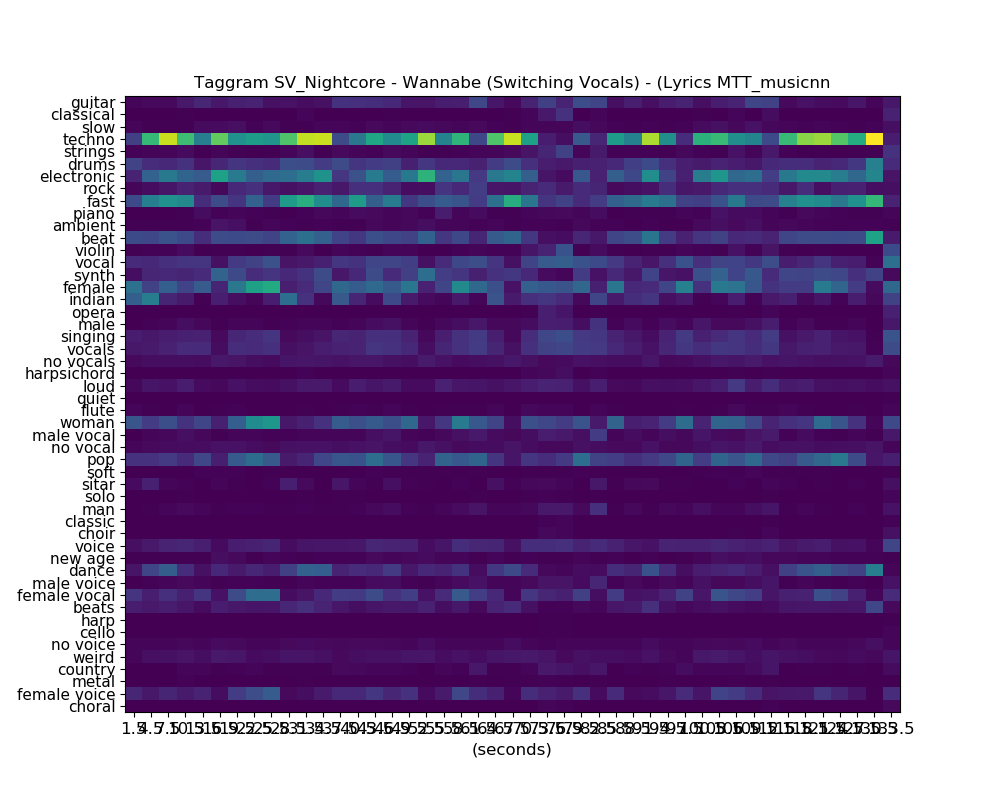 Taggram SV_Nightcore - Wannabe (Switching Vocals) - (Lyrics MTT_musicnn
guitar
classical
slow
techno
strings
drums
electronic
rock
fast
piano
ambient
beat
violin
vocal
synth
female
indian
opera
male
singing
vocals
no vocals
harpsichord
loud
quiet
flute
woman
male vocal
no vocal
pop
soft
sitar
solo
man
classic
choir
voice
new age
dance
male voice
female vocal
beats
harp
cello
no voice
weird
country
metal
female voice
choral
(seconds)